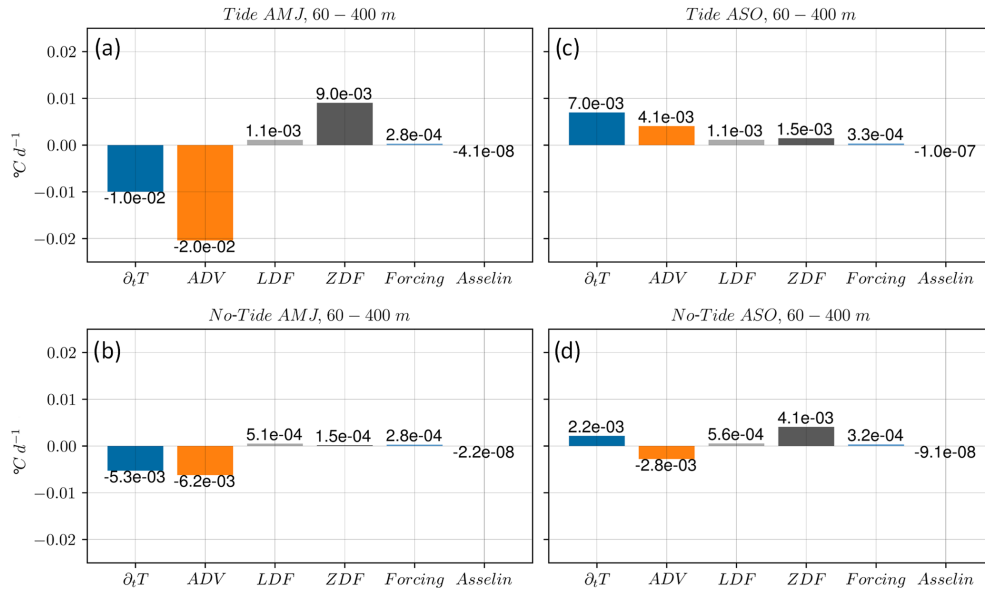 Tide AMJ, 60 − 400 m
(a)
0.02
0.01
0.00
−0.01
−0.02
°C d⁻¹
-1.0e-02
-2.0e-02
1.1e-03
9.0e-03
2.8e-04
-4.1e-08
∂ₜT ADV LDF ZDF Forcing Asselin
Tide ASO, 60 − 400 m
(c)
7.0e-03
4.1e-03
1.1e-03
1.5e-03
3.3e-04
-1.0e-07
∂ₜT ADV LDF ZDF Forcing Asselin
No-Tide AMJ, 60 − 400 m
(b)
0.02
0.01
0.00
−0.01
−0.02
°C d⁻¹
-5.3e-03
-6.2e-03
5.1e-04
1.5e-04
2.8e-04
-2.2e-08
∂ₜT ADV LDF ZDF Forcing Asselin
No-Tide ASO, 60 − 400 m
(d)
2.2e-03
-2.8e-03
5.6e-04
4.1e-03
3.2e-04
-9.1e-08
∂ₜT ADV LDF ZDF Forcing Asselin